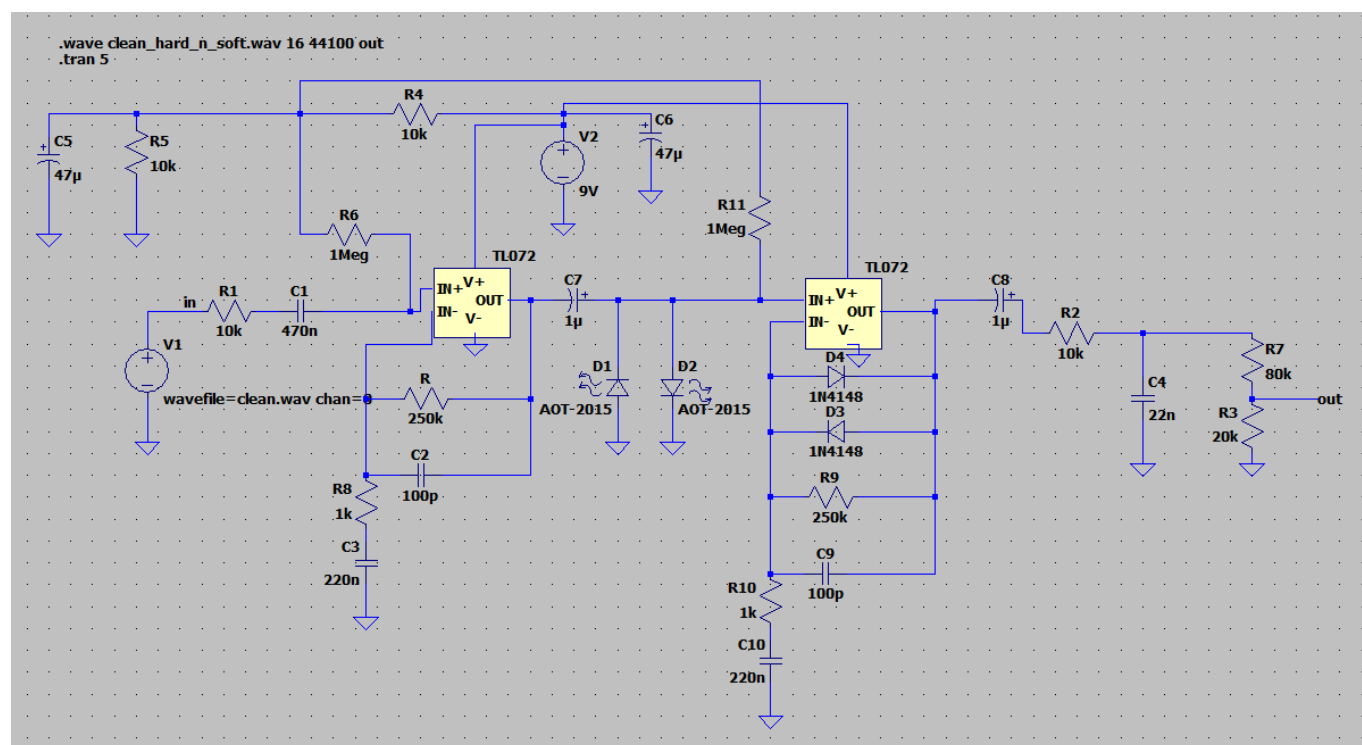 .wave clean_hard_n_soft.wav 16 44100 out
.tran 5
R4
10k
C5
47µ
R5
10k
V2
9V
C6
47µ
R6
1Meg
R11
1Meg
TL072
IN+
V+
OUT
IN-
V-
in
R1
10k
C1
470n
V1
wavefile=clean.wav chan=
C7
1µ
D1
AOT-2015
D2
AOT-2015
TL072
IN+
V+
OUT
IN-
V-
C8
1µ
R2
10k
C4
22n
R7
80k
R3
20k
out
R
250k
C2
100p
R8
1k
C3
220n
D4
1N4148
D3
1N4148
R9
250k
C9
100p
R10
1k
C10
220n